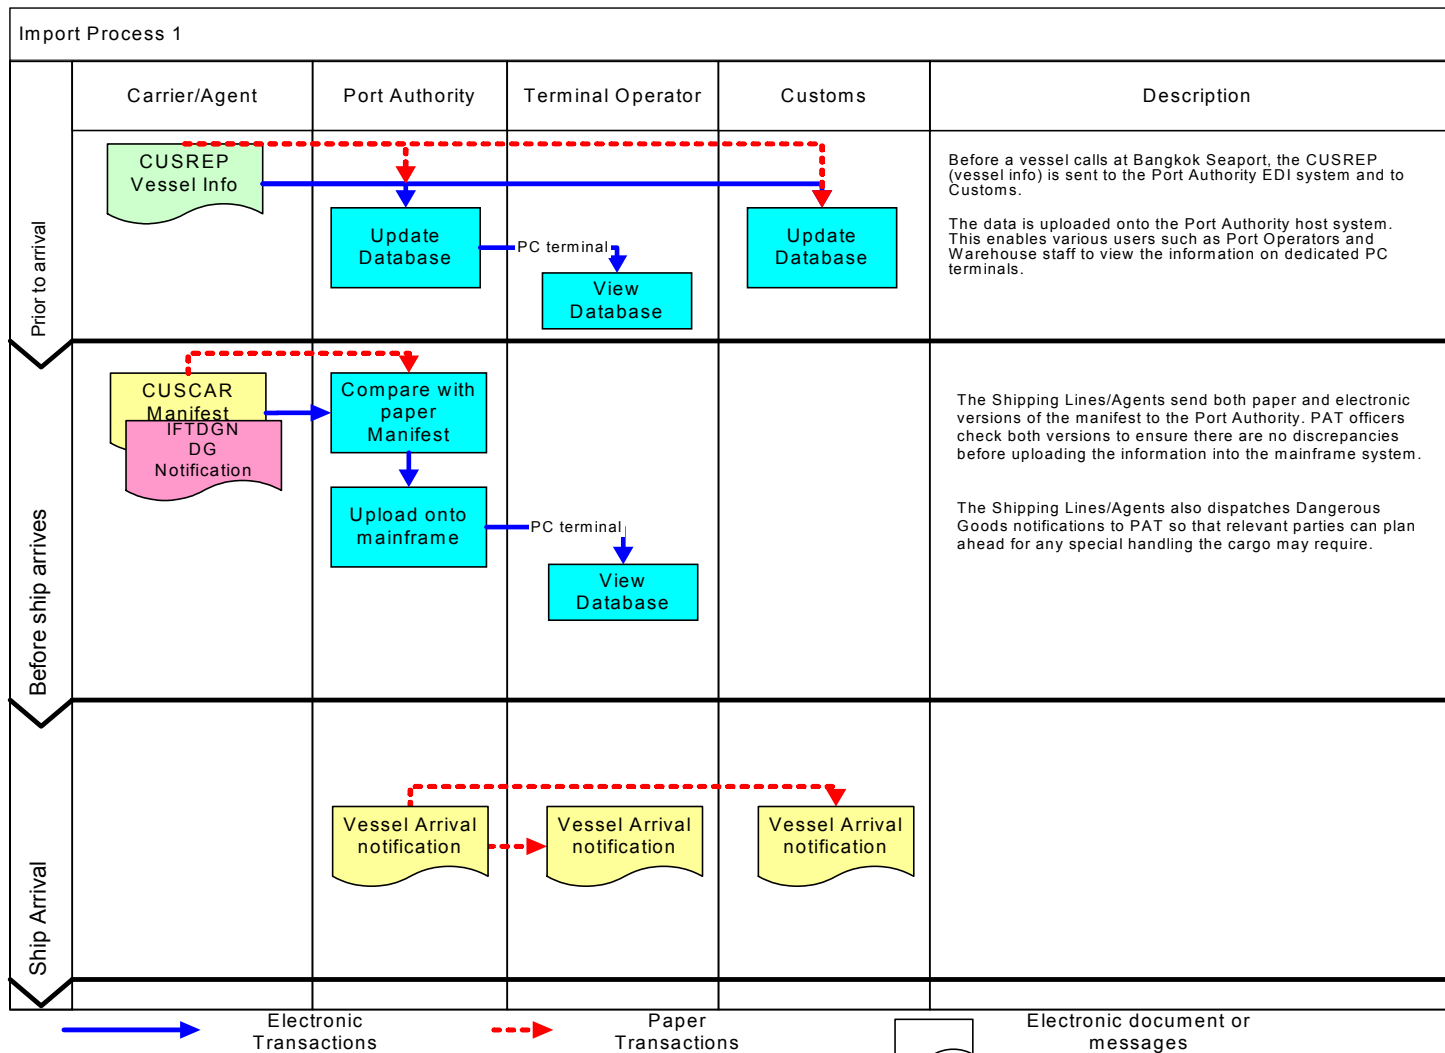 Import Process 1
Carrier/Agent
Port Authority
Terminal Operator
Customs
Description
Prior to arrival
CUSREP
Vessel Info
Update
Database
PC terminal
View
Database
Update
Database
Before a vessel calls at Bangkok Seaport, the CUSREP
(vessel info) is sent to the Port Authority EDI system and to
Customs.
The data is uploaded onto the Port Authority host system.
This enables various users such as Port Operators and
Warehouse staff to view the information on dedicated PC
terminals.
Before ship arrives
CUSCAR
Manifest
IFTDGN
DG
Notification
Compare with
paper
Manifest
Upload onto
mainframe
PC terminal
View
Database
The Shipping Lines/Agents send both paper and electronic
versions of the manifest to the Port Authority. PAT officers
check both versions to ensure there are no discrepancies
before uploading the information into the mainframe system.
The Shipping Lines/Agents also dispatches Dangerous
Goods notifications to PAT so that relevant parties can plan
ahead for any special handling the cargo may require.
Ship Arrival
Vessel Arrival
notification
Vessel Arrival
notification
Vessel Arrival
notification
Electronic
Transactions
Paper
Transactions
Electronic document or
messages